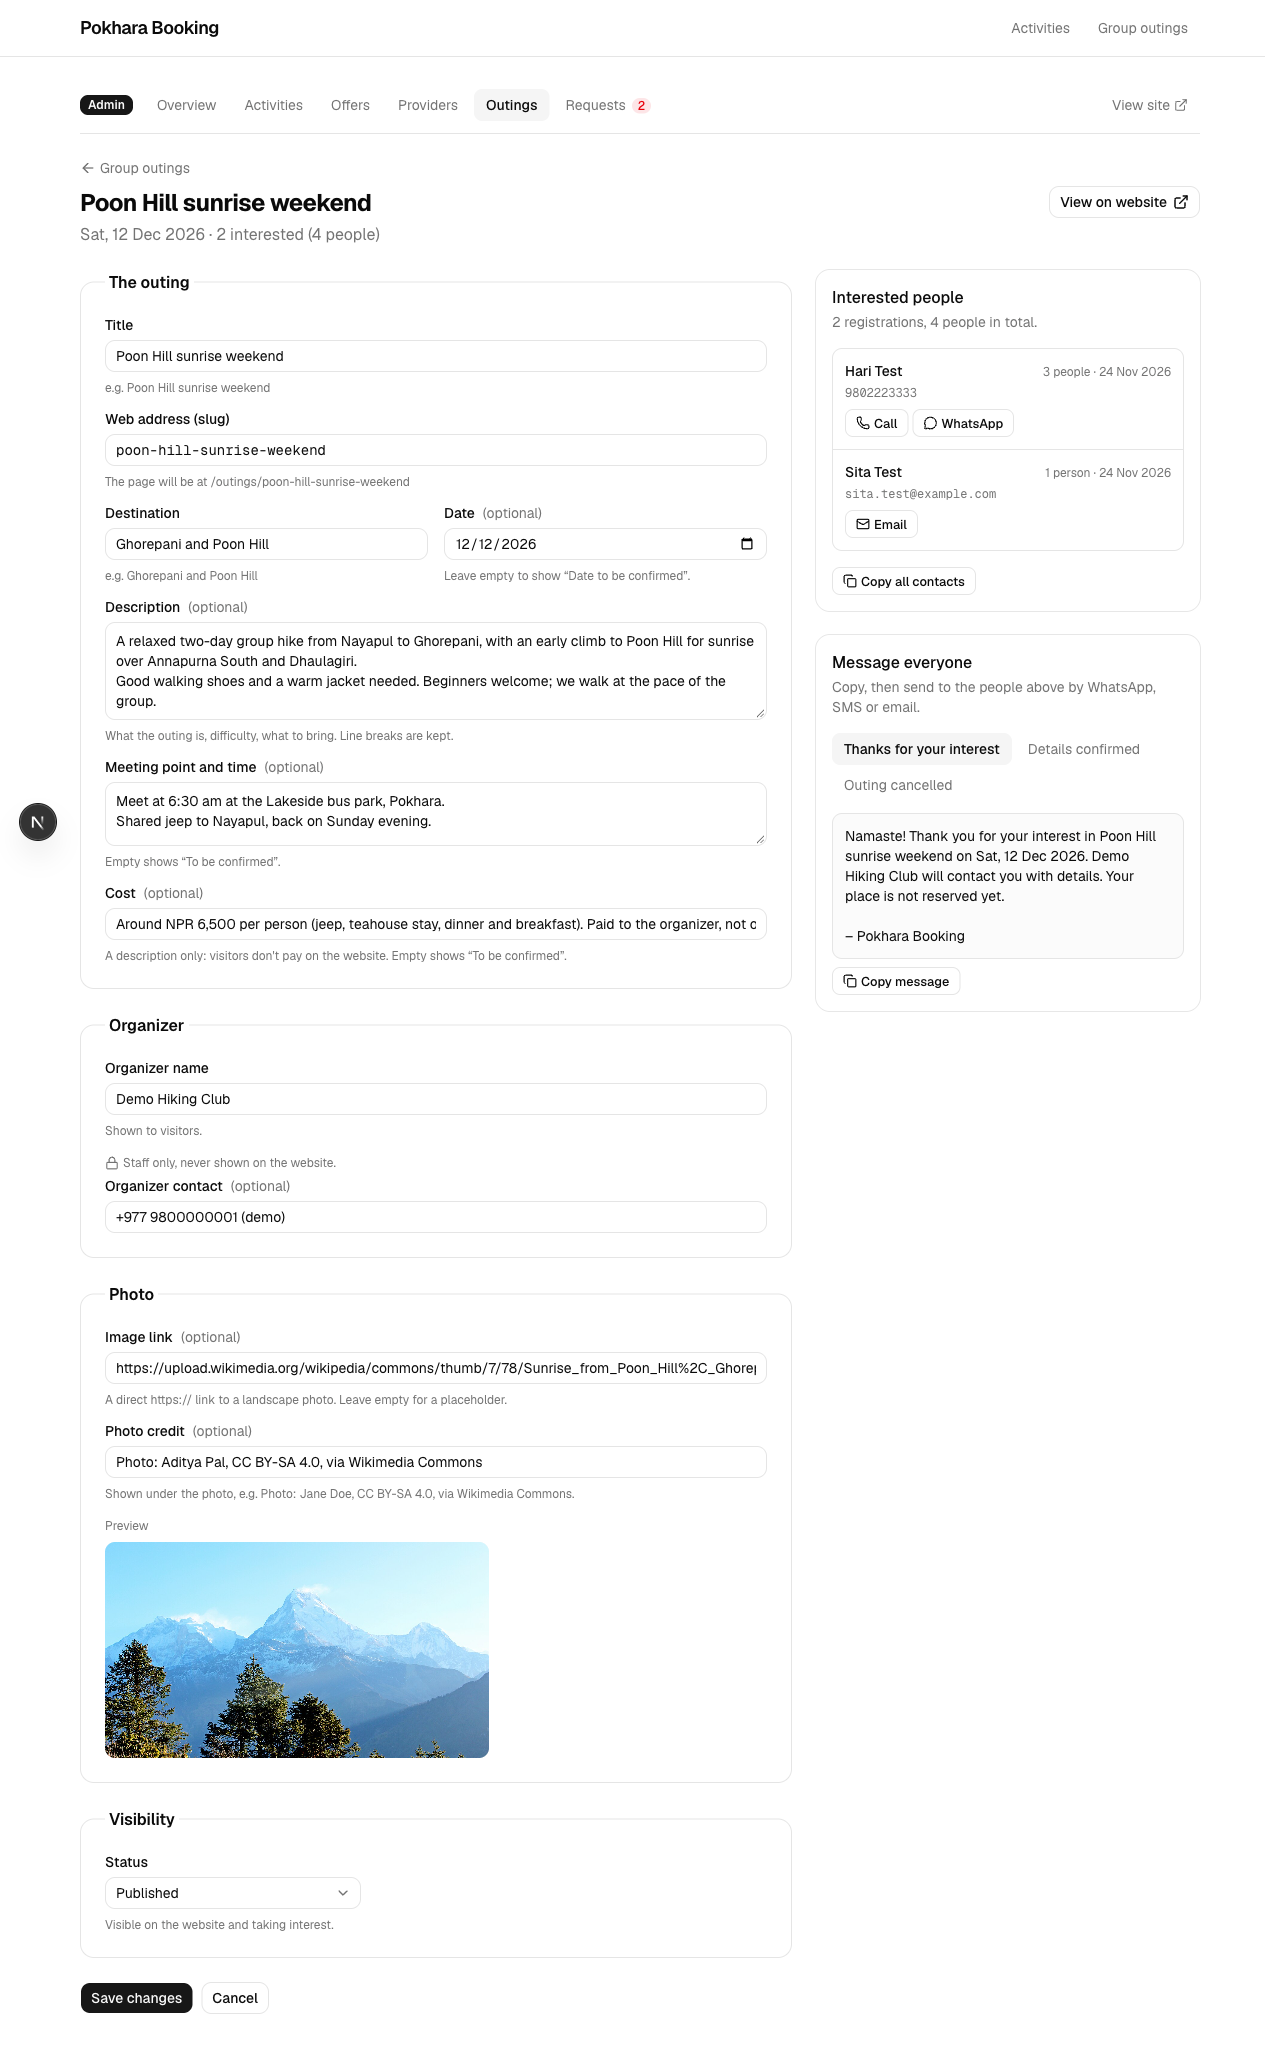 Pokhara Booking
Activities
Group outings
Admin
Overview
Activities
Offers
Providers
Outings
Requests 2
View site
Group outings
Poon Hill sunrise weekend
View on website
Sat, 12 Dec 2026 · 2 interested (4 people)
The outing
Title
Poon Hill sunrise weekend
e.g. Poon Hill sunrise weekend
Web address (slug)
poon-hill-sunrise-weekend
The page will be at /outings/poon-hill-sunrise-weekend
Destination
Ghorepani and Poon Hill
e.g. Ghorepani and Poon Hill
Date (optional)
12/12/2026
Leave empty to show “Date to be confirmed”.
Description (optional)
A relaxed two-day group hike from Nayapul to Ghorepani, with an early climb to Poon Hill for sunrise
over Annapurna South and Dhaulagiri.
Good walking shoes and a warm jacket needed. Beginners welcome; we walk at the pace of the
group.
What the outing is, difficulty, what to bring. Line breaks are kept.
Meeting point and time (optional)
Meet at 6:30 am at the Lakeside bus park, Pokhara.
Shared jeep to Nayapul, back on Sunday evening.
Empty shows “To be confirmed”.
Cost (optional)
Around NPR 6,500 per person (jeep, teahouse stay, dinner and breakfast). Paid to the organizer, not
A description only: visitors don't pay on the website. Empty shows “To be confirmed”.
Organizer
Organizer name
Demo Hiking Club
Shown to visitors.
Staff only, never shown on the website.
Organizer contact (optional)
+977 9800000001 (demo)
Photo
Image link (optional)
https://upload.wikimedia.org/wikipedia/commons/thumb/7/78/Sunrise_from_Poon_Hill%2C_Ghorep
A direct https:// link to a landscape photo. Leave empty for a placeholder.
Photo credit (optional)
Photo: Aditya Pal, CC BY-SA 4.0, via Wikimedia Commons
Shown under the photo, e.g. Photo: Jane Doe, CC BY-SA 4.0, via Wikimedia Commons.
Preview
Visibility
Status
Published
Visible on the website and taking interest.
Save changes
Cancel
Interested people
2 registrations, 4 people in total.
Hari Test
3 people · 24 Nov 2026
9802223333
Call
WhatsApp
Sita Test
1 person · 24 Nov 2026
sita.test@example.com
Email
Copy all contacts
Message everyone
Copy, then send to the people above by WhatsApp,
SMS or email.
Thanks for your interest
Details confirmed
Outing cancelled
Namaste! Thank you for your interest in Poon Hill
sunrise weekend on Sat, 12 Dec 2026. Demo
Hiking Club will contact you with details. Your
place is not reserved yet.
– Pokhara Booking
Copy message
N